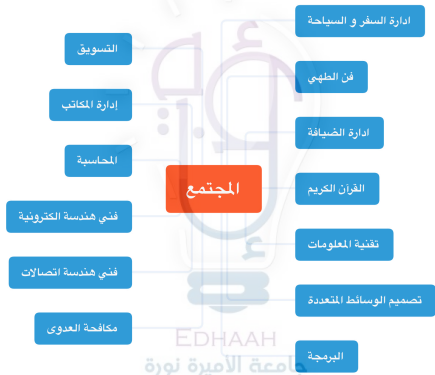 ادارة السفر و السياحة
التسويق
فن الطهي
إدارة المكاتب
ادارة الضيافة
المحاسبة
المجتمع
القرآن الكريم
فني هندسة الكترونية
تقنية المعلومات
فني هندسة اتصالات
تصميم الوسائط المتعددة
مكافحة العدوى
البرمجة
EDHAAH
جامعة الأميرة نورة